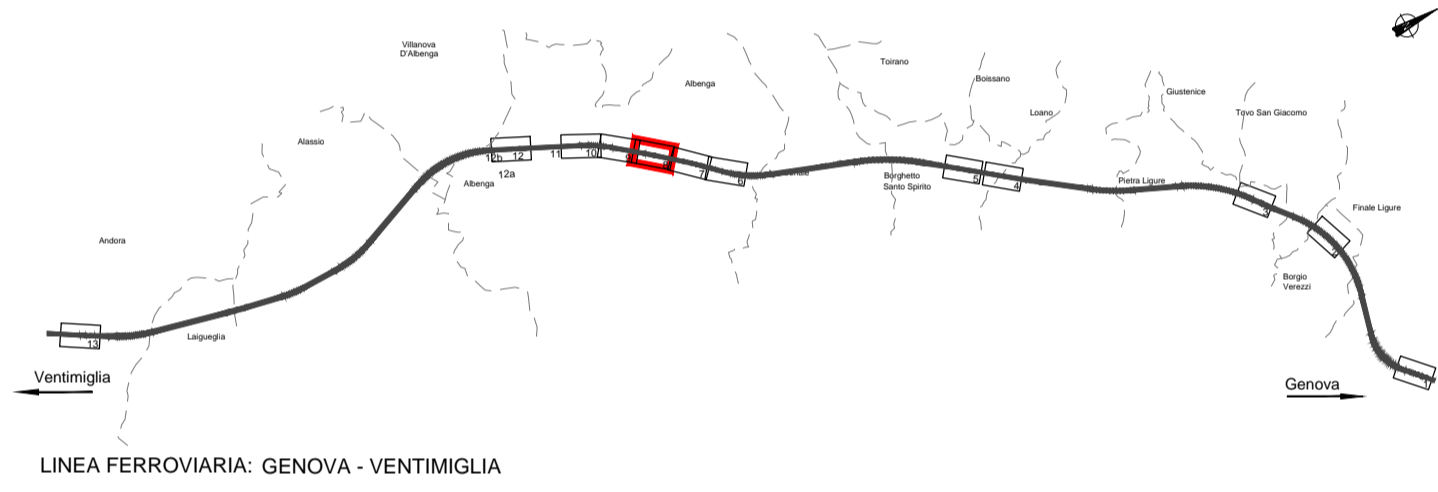 Villanova
D'Albenga
Albenga
Toirano
Boissano
Loano
Giustenice
Tovo San Giacomo
Alassio
12b 12
12a
11
10
9
8
7
6
5
4
3
Albenga
Borghetto
Santo Spirito
Pietra Ligure
Finale Ligure
Borgio
Verezzi
Andora
Laigueglia
13
Ventimiglia
Genova
LINEA FERROVIARIA: GENOVA - VENTIMIGLIA